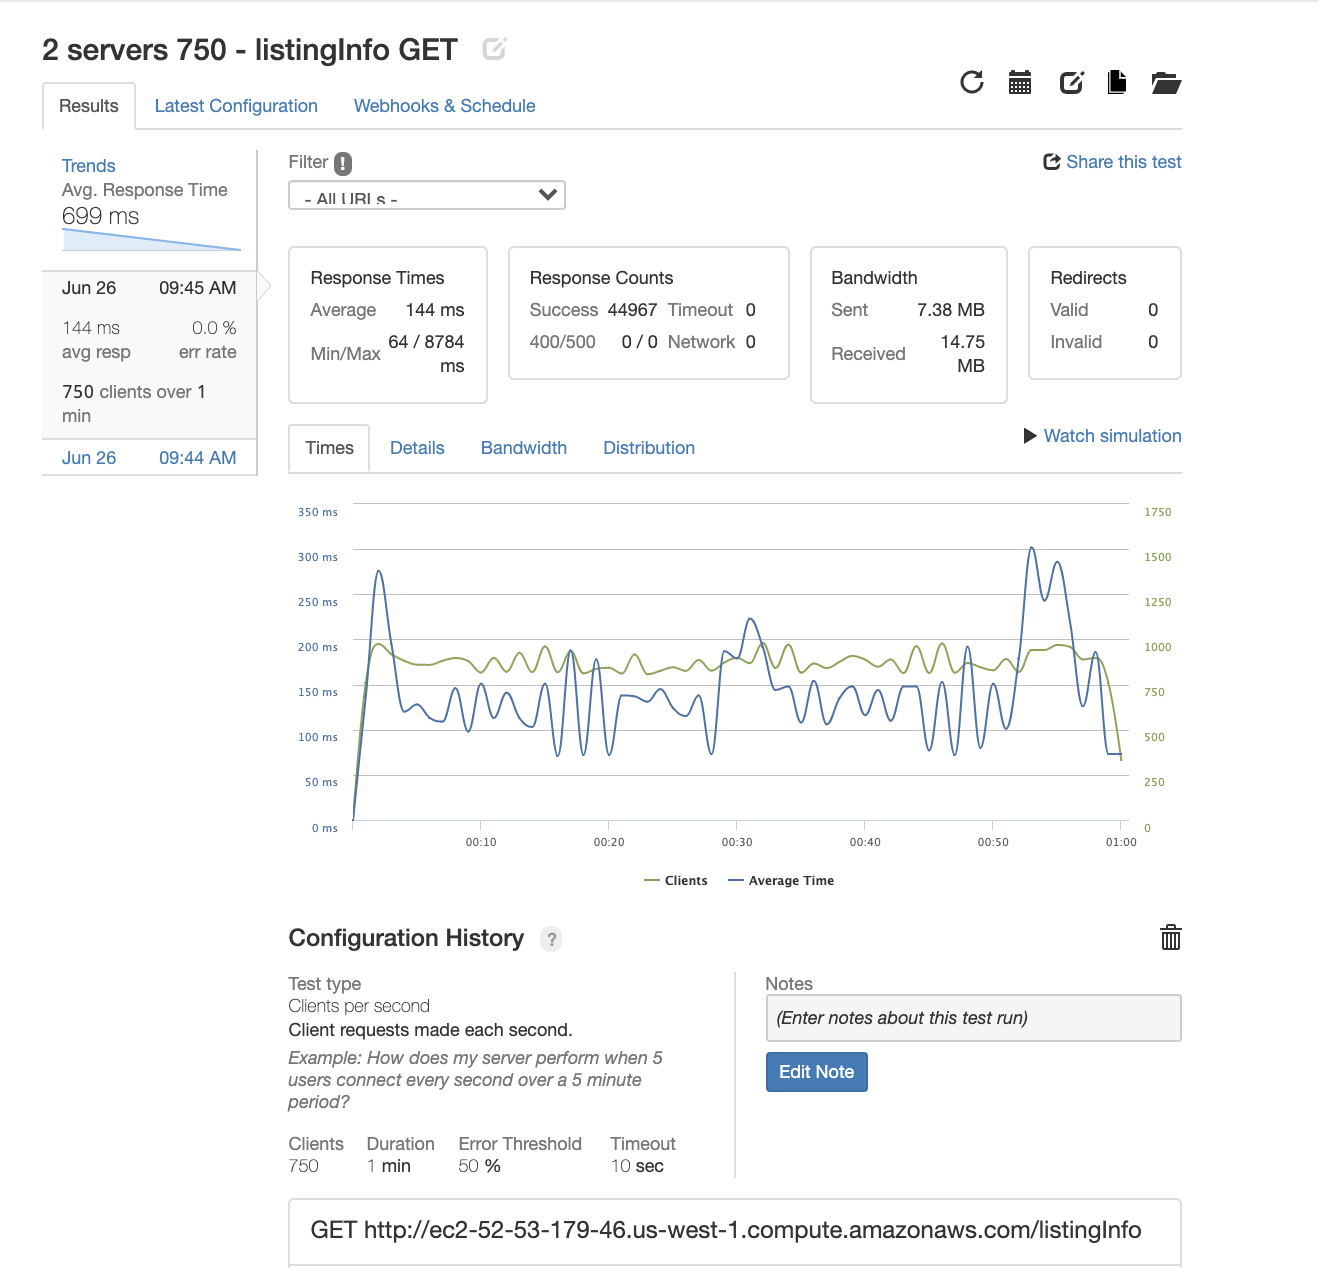 2 servers 750 - listingInfo GET
Results
Latest Configuration
Webhooks & Schedule
Trends
Avg. Response Time
699 ms
Jun 26 09:45 AM
144 ms 0.0 %
avg resp err rate
750 clients over 1
min
Jun 26 09:44 AM
Filter !
- All URLs -
Share this test
Response Times
Average 144 ms
Min/Max 64 / 8784
ms
Response Counts
Success 44967 Timeout 0
400/500 0 / 0 Network 0
Bandwidth
Sent 7.38 MB
Received 14.75
MB
Redirects
Valid 0
Invalid 0
Times
Details
Bandwidth
Distribution
Watch simulation
350 ms 1750
300 ms 1500
250 ms 1250
200 ms 1000
150 ms 750
100 ms 500
50 ms 250
0 ms 0
00:10 00:20 00:30 00:40 00:50 01:00
Clients Average Time
Configuration History ?
Test type
Clients per second
Client requests made each second.
Example: How does my server perform when 5
users connect every second over a 5 minute
period?
Clients Duration Error Threshold Timeout
750 1 min 50 % 10 sec
Notes
(Enter notes about this test run)
Edit Note
GET http://ec2-52-53-179-46.us-west-1.compute.amazonaws.com/listingInfo